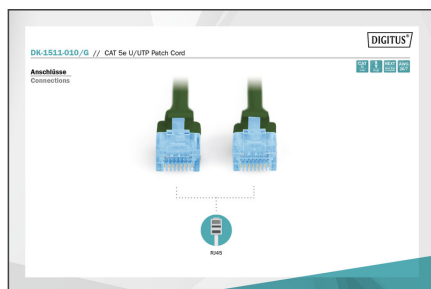 DIGITUS®
DK-1511-010/G // CAT 5e U/UTP Patch Cord
Anschlüsse
Connections
RJ45